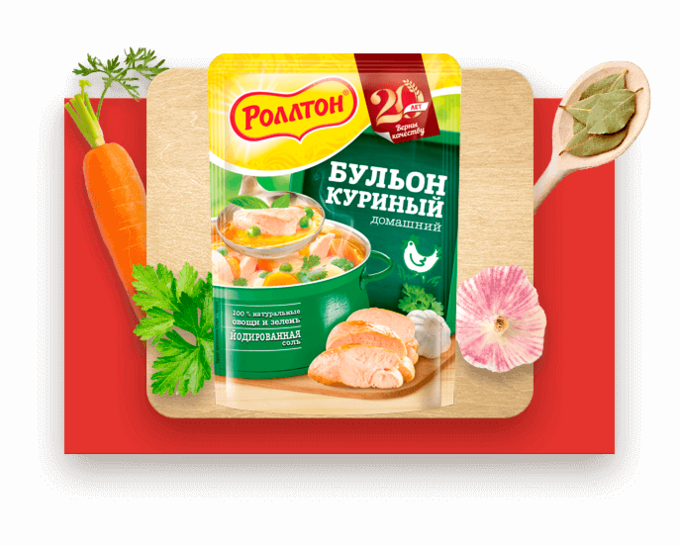 Роллтон®
20 лет
Верны
качеству
БУЛЬОН
КУРИНЫЙ
домашний
100% натуральные
овощи и зелень
ЙОДИРОВАННАЯ
СОЛЬ